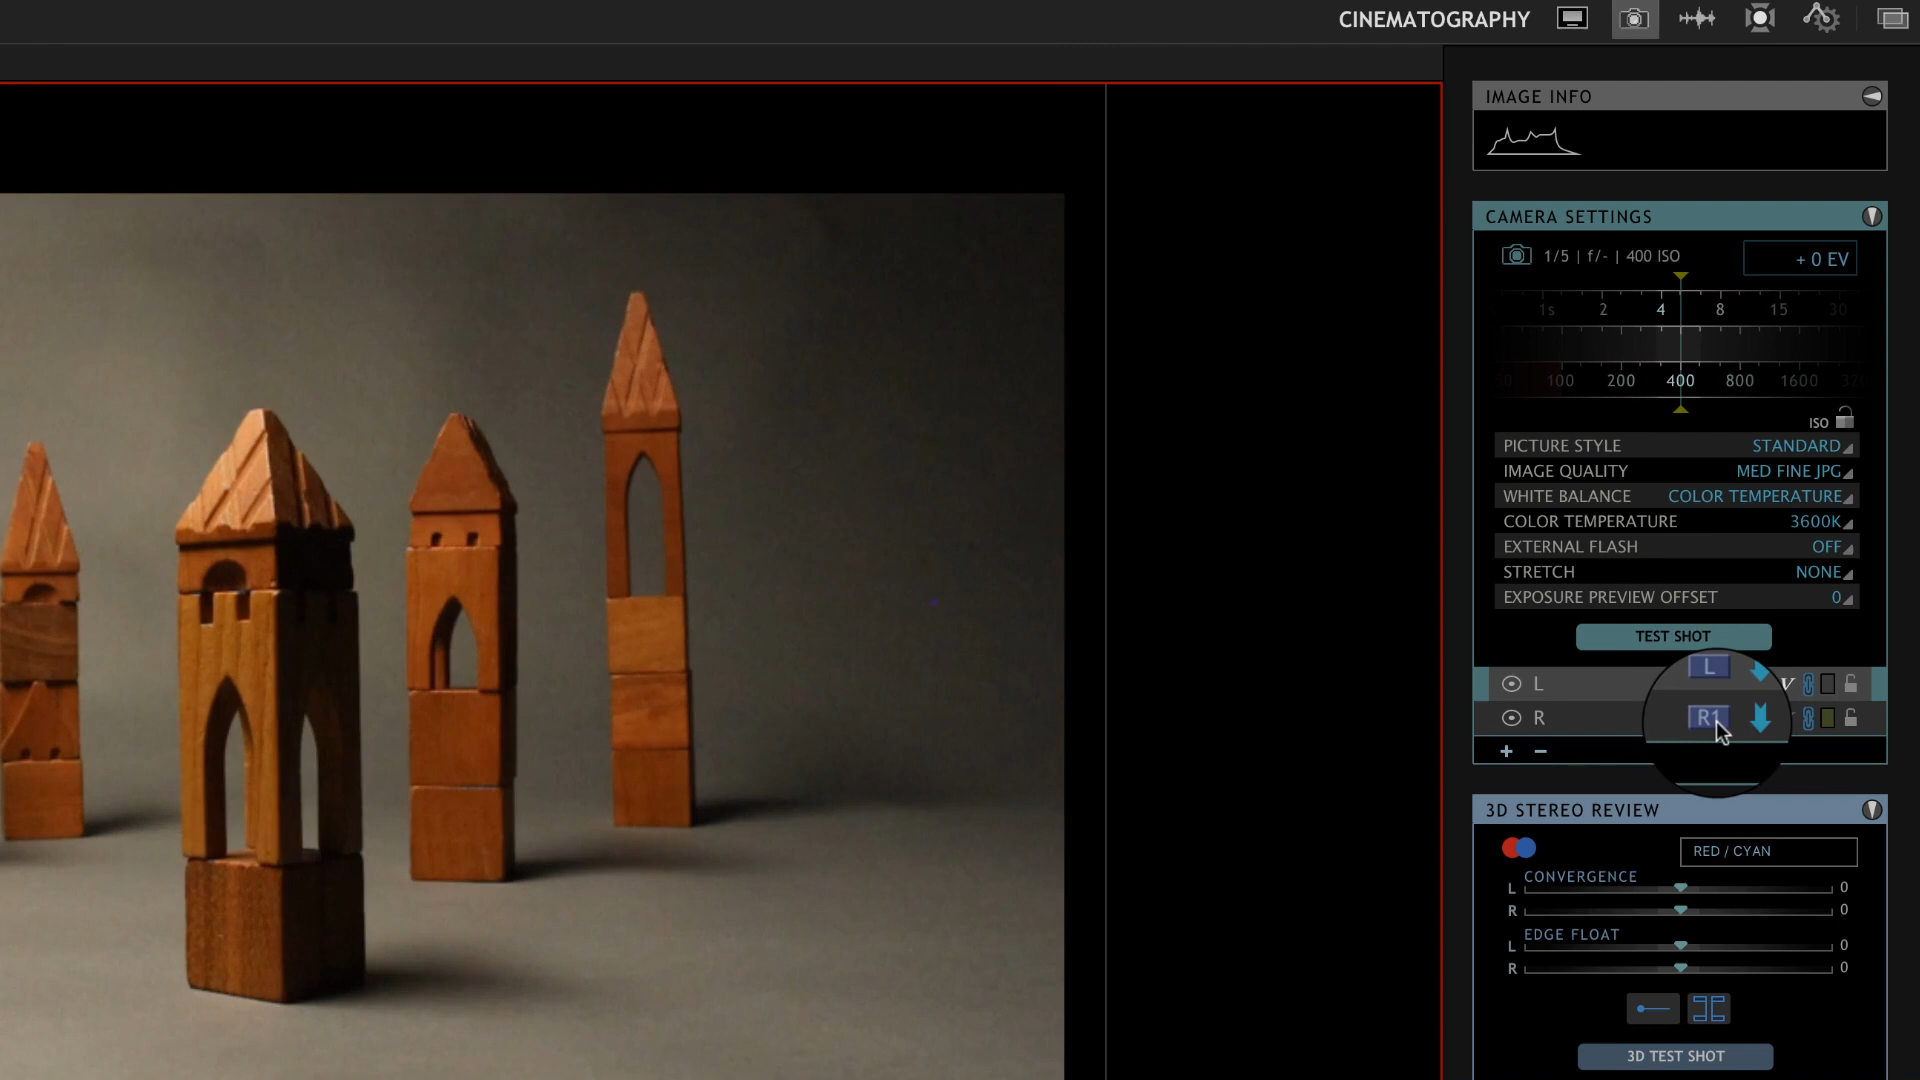 CINEMATOGRAPHY
IMAGE INFO
CAMERA SETTINGS
1/5 | f/- | 400 ISO
+ 0 EV
1s 2 4 8 15 30
100 200 400 800 1600
ISO
PICTURE STYLE STANDARD
IMAGE QUALITY MED FINE JPG
WHITE BALANCE COLOR TEMPERATURE
COLOR TEMPERATURE 3600K
EXTERNAL FLASH OFF
STRETCH NONE
EXPOSURE PREVIEW OFFSET 0
TEST SHOT
L L V
R R1
+ −
3D STEREO REVIEW
RED / CYAN
CONVERGENCE
L 0
R 0
EDGE FLOAT
L 0
R 0
3D TEST SHOT